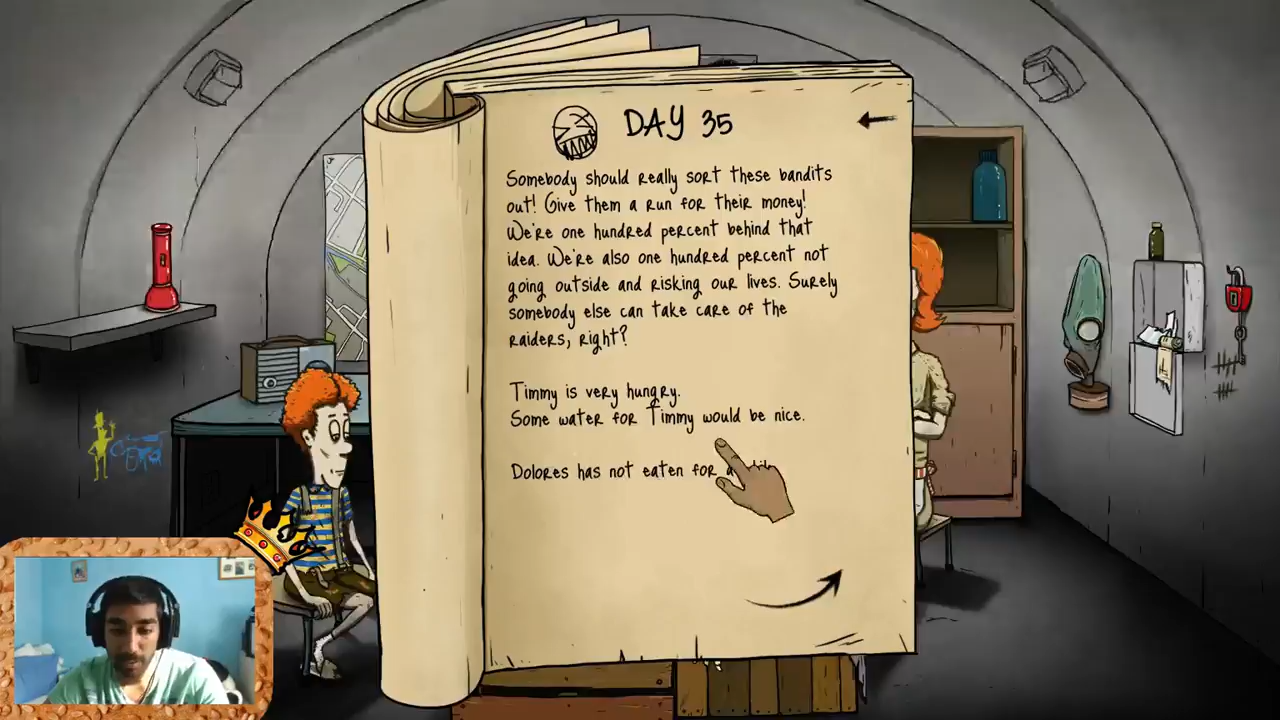 DAY 35
Somebody should really sort these bandits
out! Give them a run for their money!
We're one hundred percent behind that
idea. We're also one hundred percent not
going outside and risking our lives. Surely
somebody else can take care of the
raiders, right?
Timmy is very hungry.
Some water for Timmy would be nice.
Dolores has not eaten for a